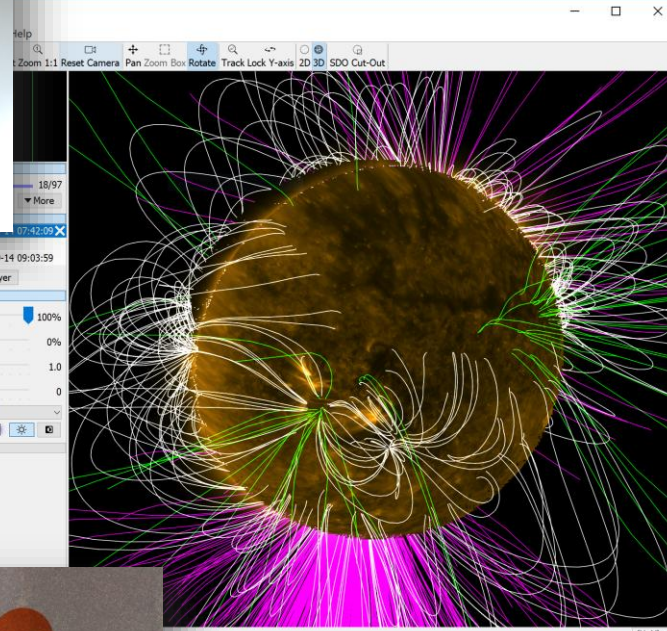 Help
Zoom 1:1 Reset Camera Pan Zoom Box Rotate Track Lock Y-axis 2D 3D SDO Cut-Out
18/97
More
07:42:09
-14 09:03:59
yer
100%
0%
1.0
0